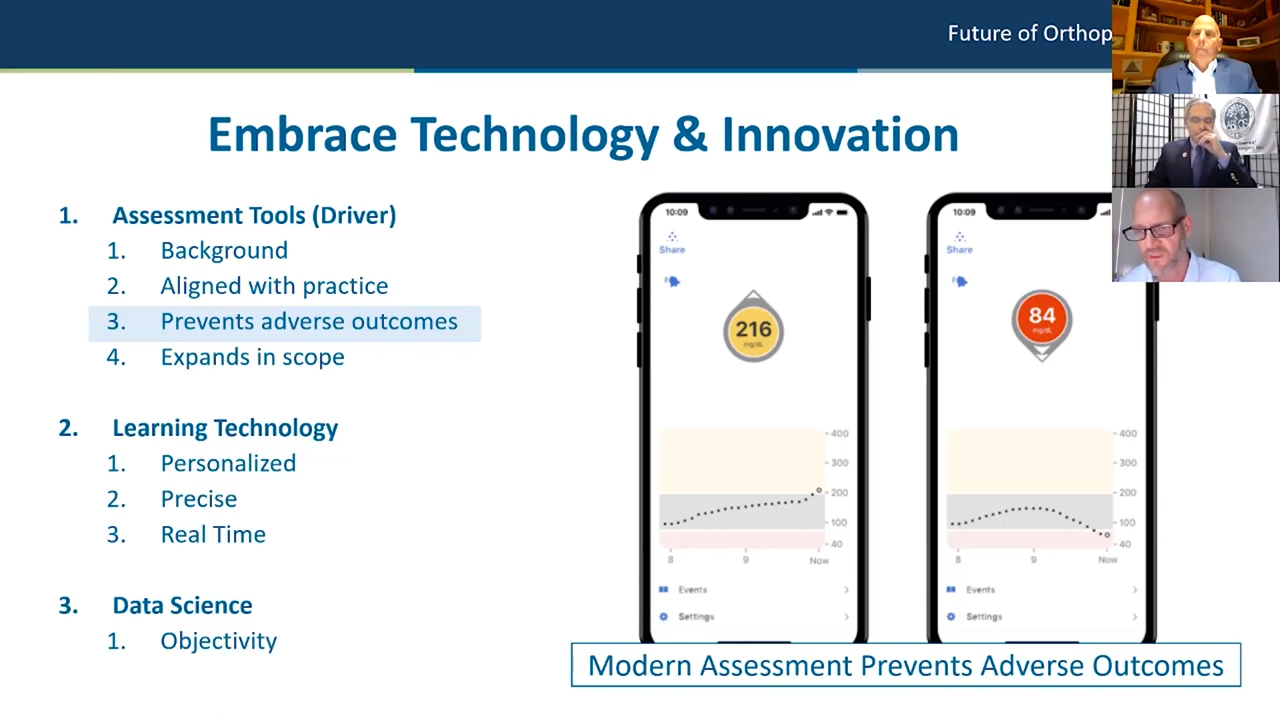 Future of Orthop
Embrace Technology & Innovation
1. Assessment Tools (Driver)
1. Background
2. Aligned with practice
3. Prevents adverse outcomes
4. Expands in scope
2. Learning Technology
1. Personalized
2. Precise
3. Real Time
3. Data Science
1. Objectivity
10:09
Share
216
mg/dL
400
300
200
100
40
8 9 Now
Events
Settings
10:09
Share
84
mg/dL
400
300
200
100
40
8 9 Now
Events
Settings
Modern Assessment Prevents Adverse Outcomes